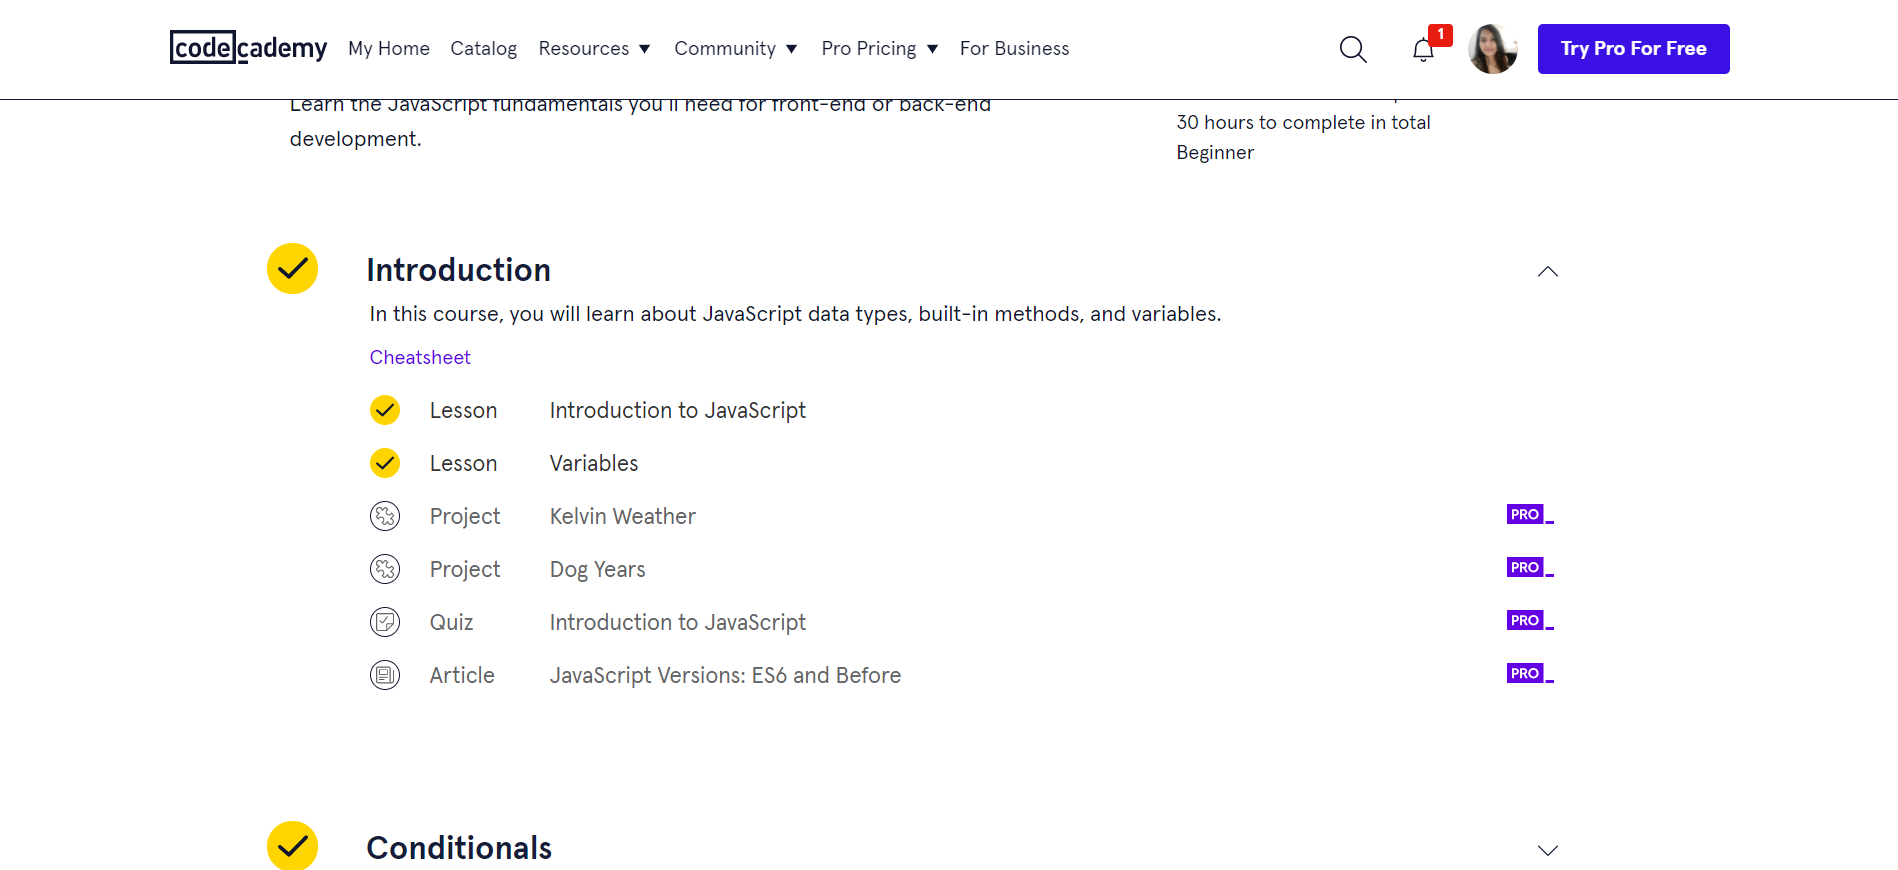 codecademy My Home Catalog Resources Community Pro Pricing For Business 1 Try Pro For Free
Learn the JavaScript fundamentals you'll need for front-end or back-end
development.
30 hours to complete in total
Beginner
Introduction
In this course, you will learn about JavaScript data types, built-in methods, and variables.
Cheatsheet
Lesson Introduction to JavaScript
Lesson Variables
Project Kelvin Weather PRO_
Project Dog Years PRO_
Quiz Introduction to JavaScript PRO_
Article JavaScript Versions: ES6 and Before PRO_
Conditionals